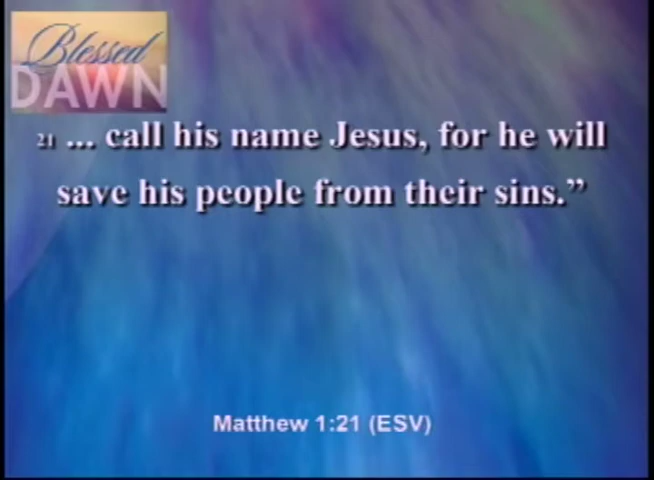 Blessed
DAWN
21 ... call his name Jesus, for he will
save his people from their sins.”
Matthew 1:21 (ESV)